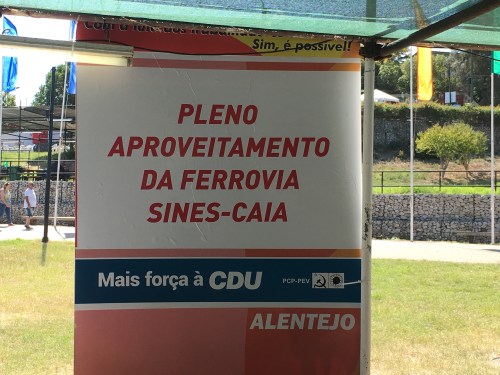 Sim, é possível!
PLENO
APROVEITAMENTO
DA FERROVIA
SINES-CAIA
Mais força à CDU PCP-PEV
ALENTEJO